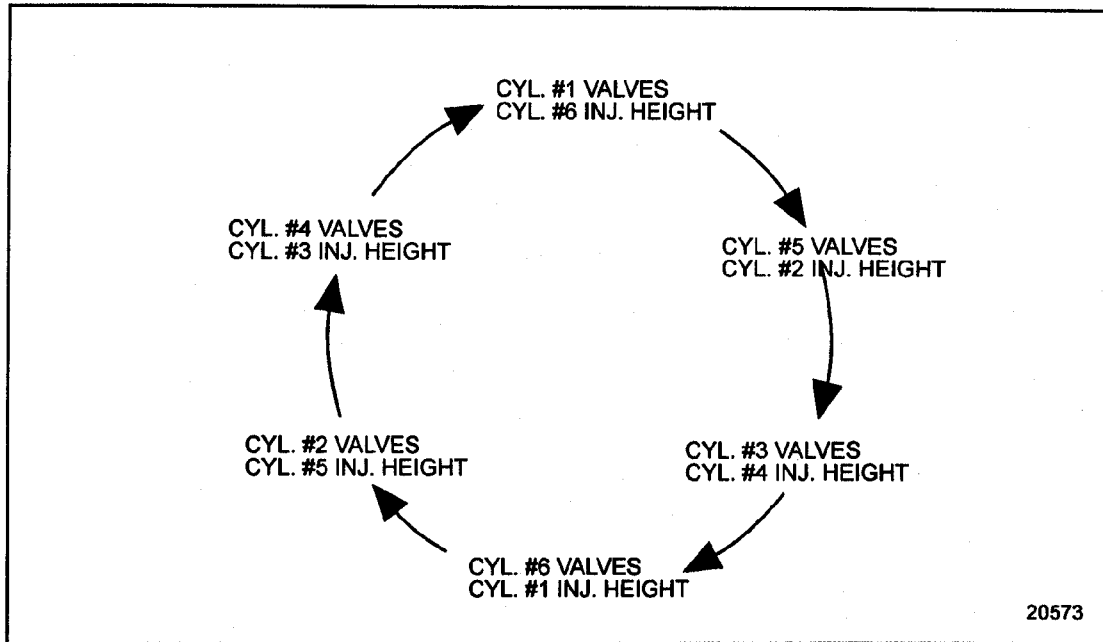 CYL. #1 VALVES
CYL. #6 INJ. HEIGHT
CYL. #5 VALVES
CYL. #2 INJ. HEIGHT
CYL. #3 VALVES
CYL. #4 INJ. HEIGHT
CYL. #6 VALVES
CYL. #1 INJ. HEIGHT
CYL. #2 VALVES
CYL. #5 INJ. HEIGHT
CYL. #4 VALVES
CYL. #3 INJ. HEIGHT
20573